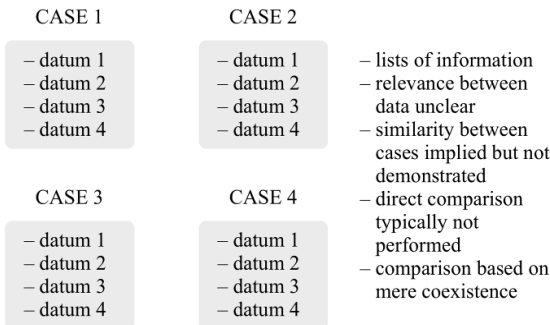 CASE 1
– datum 1
– datum 2
– datum 3
– datum 4
CASE 2
– datum 1
– datum 2
– datum 3
– datum 4
CASE 3
– datum 1
– datum 2
– datum 3
– datum 4
CASE 4
– datum 1
– datum 2
– datum 3
– datum 4
– lists of information
– relevance between
data unclear
– similarity between
cases implied but not
demonstrated
– direct comparison
typically not
performed
– comparison based on
mere coexistence